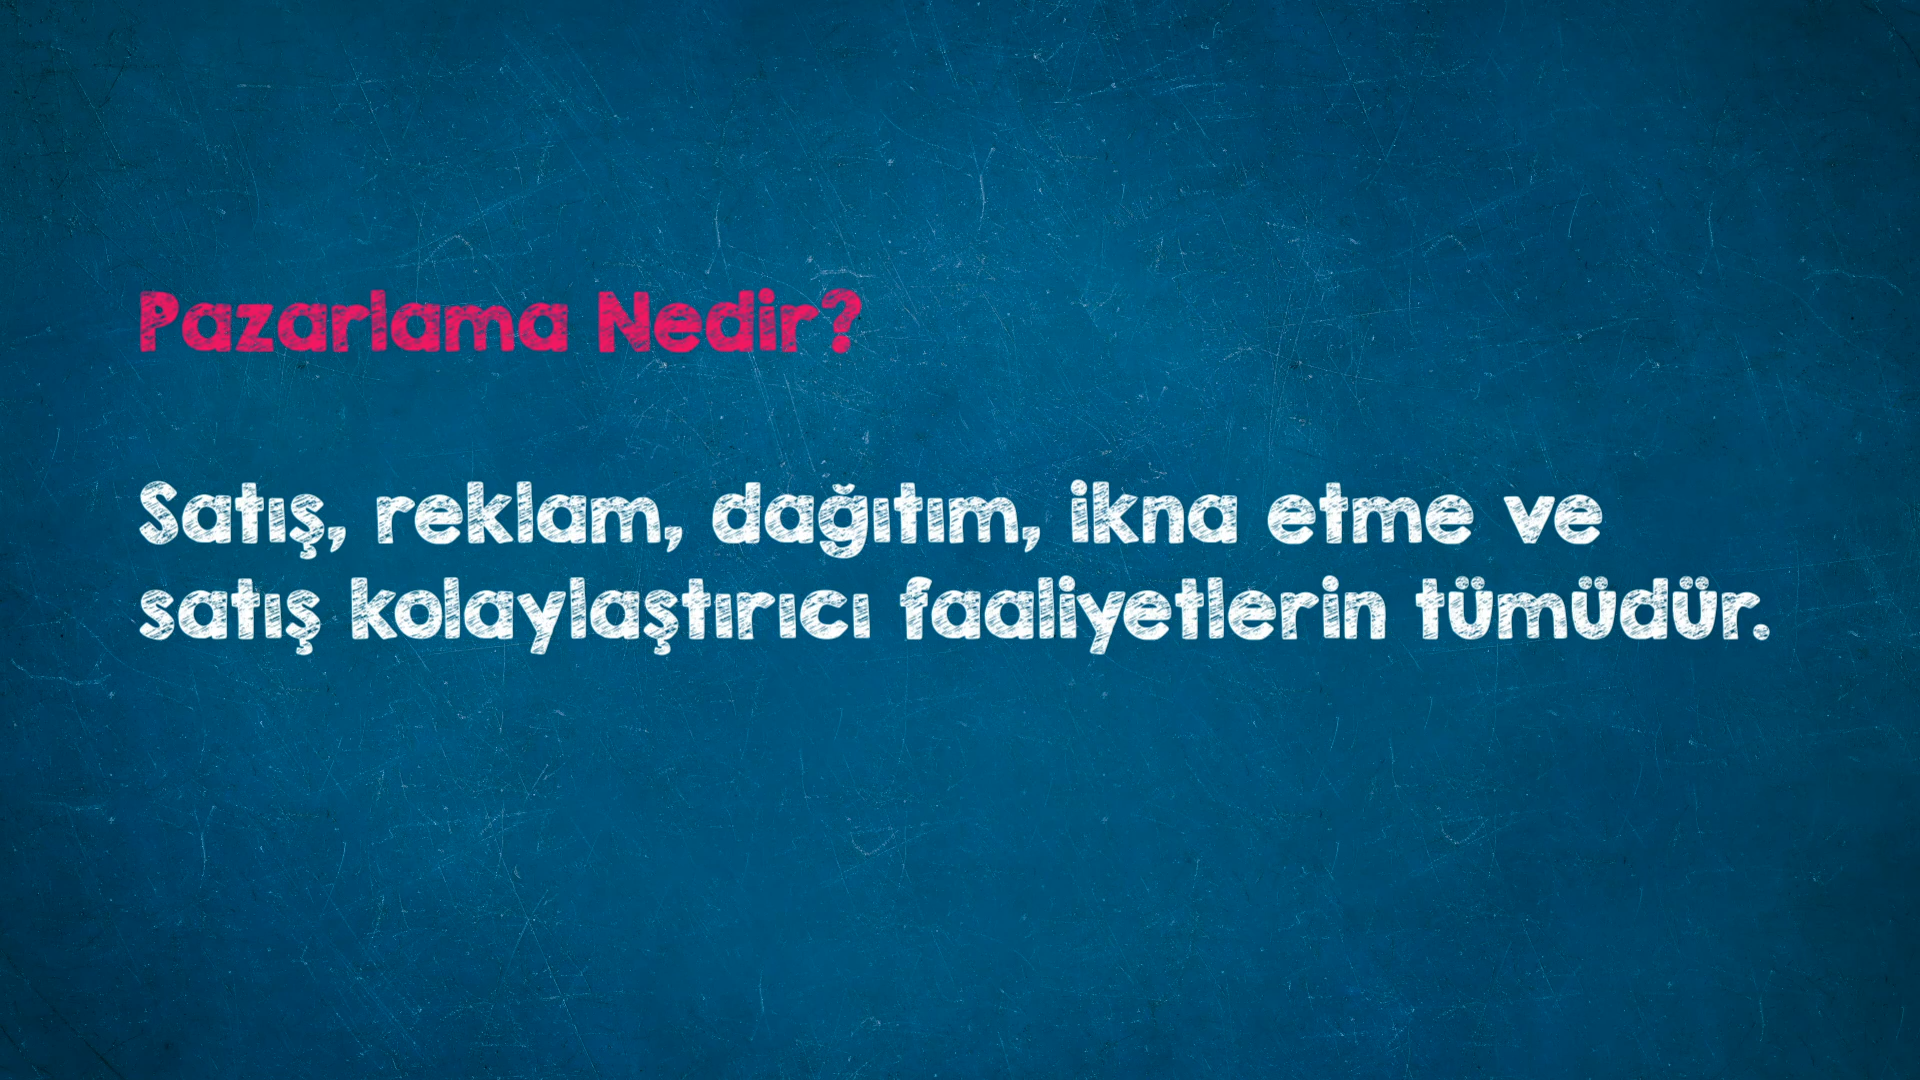 Pazarlama Nedir?
Satış, reklam, dağıtım, ikna etme ve
satış kolaylaştırıcı faaliyetlerin tümüdür.